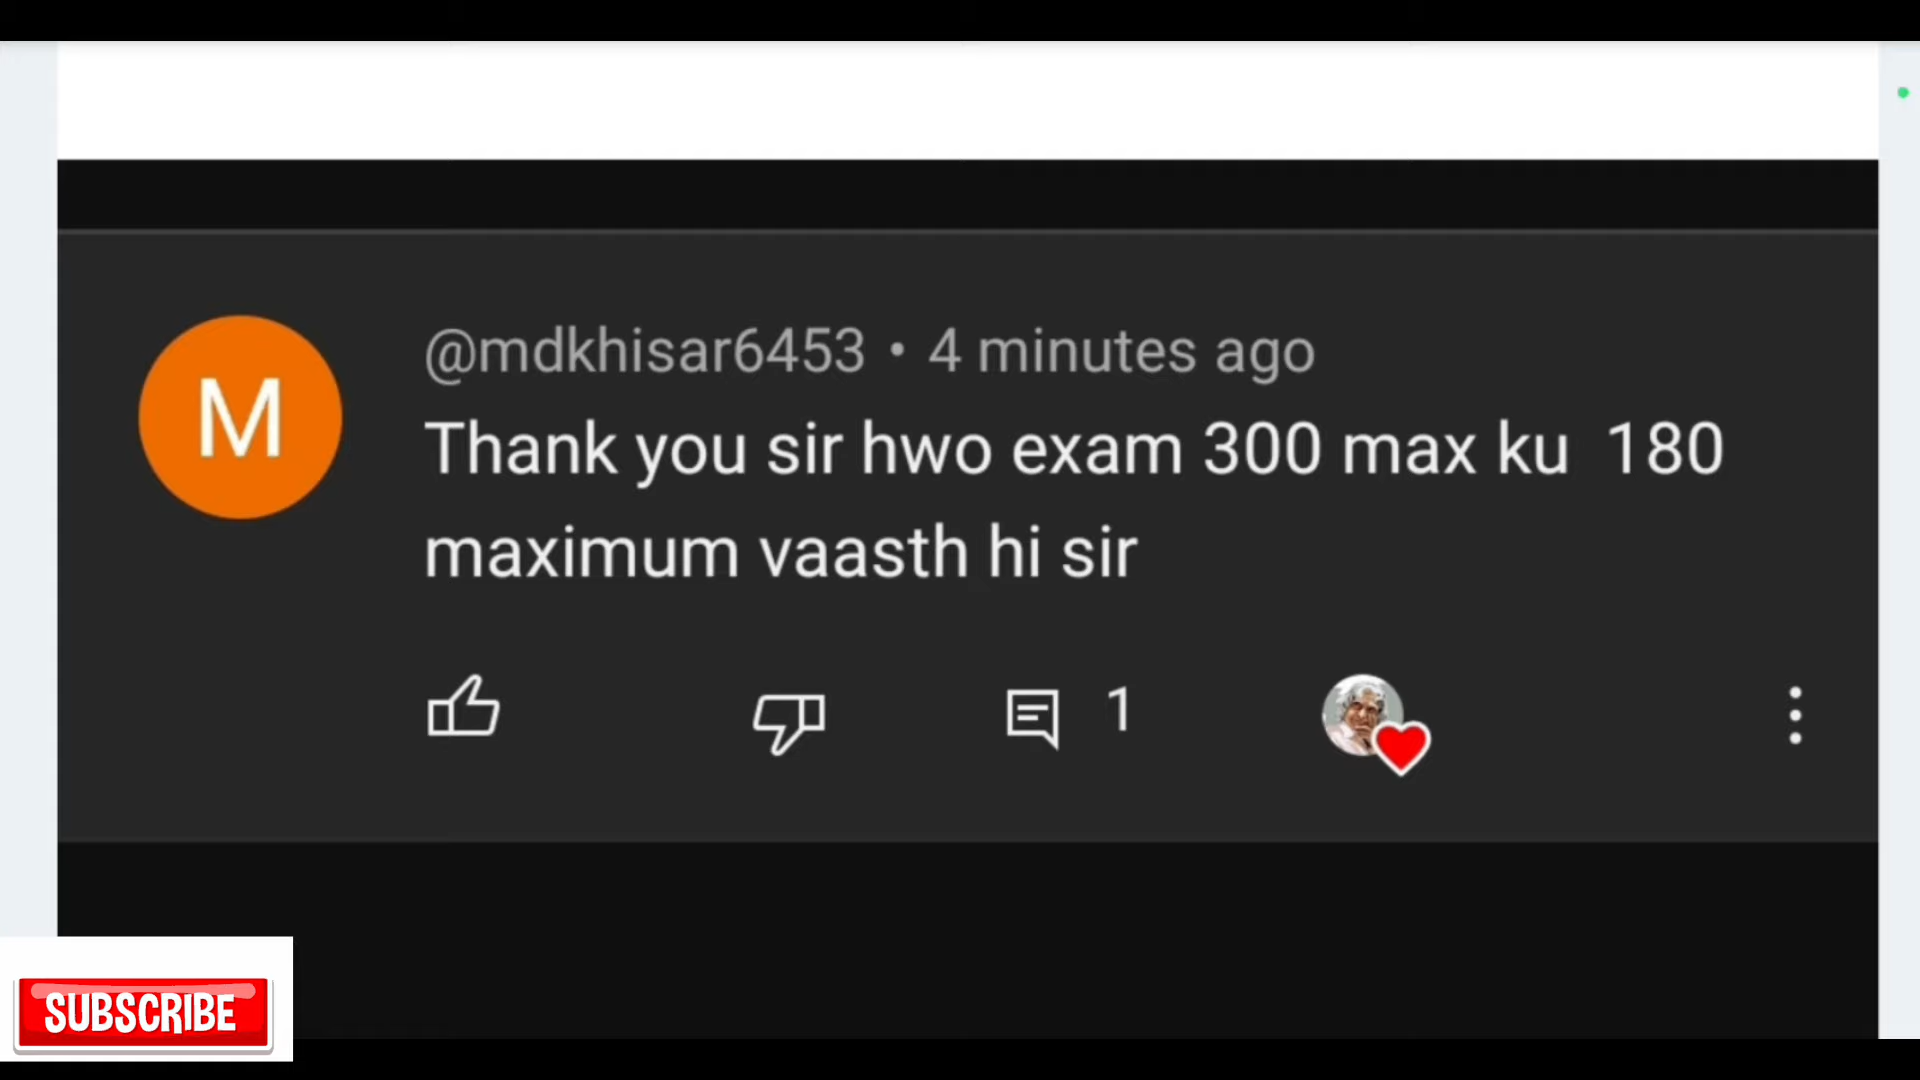 M
@mdkhisar6453 • 4 minutes ago
Thank you sir hwo exam 300 max ku  180
maximum vaasth hi sir
1
SUBSCRIBE